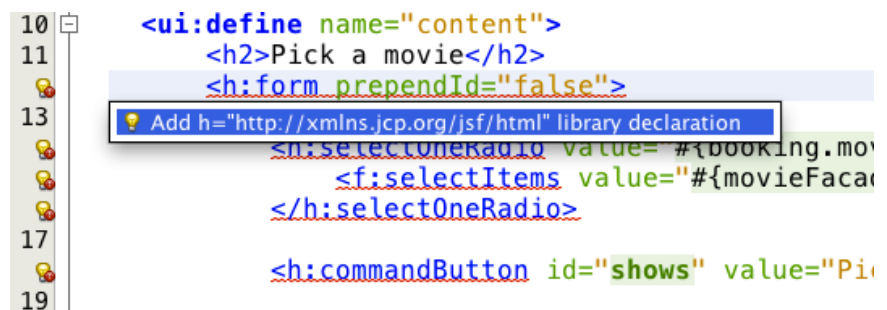 10 <ui:define name="content">
11 <h2>Pick a movie</h2>
<h:form prependId="false">
13
Add h="http://xmlns.jcp.org/jsf/html" library declaration
<h:selectOneRadio value="#{booking.mov
<f:selectItems value="#{movieFacad
</h:selectOneRadio>
17
<h:commandButton id="shows" value="Pic
19